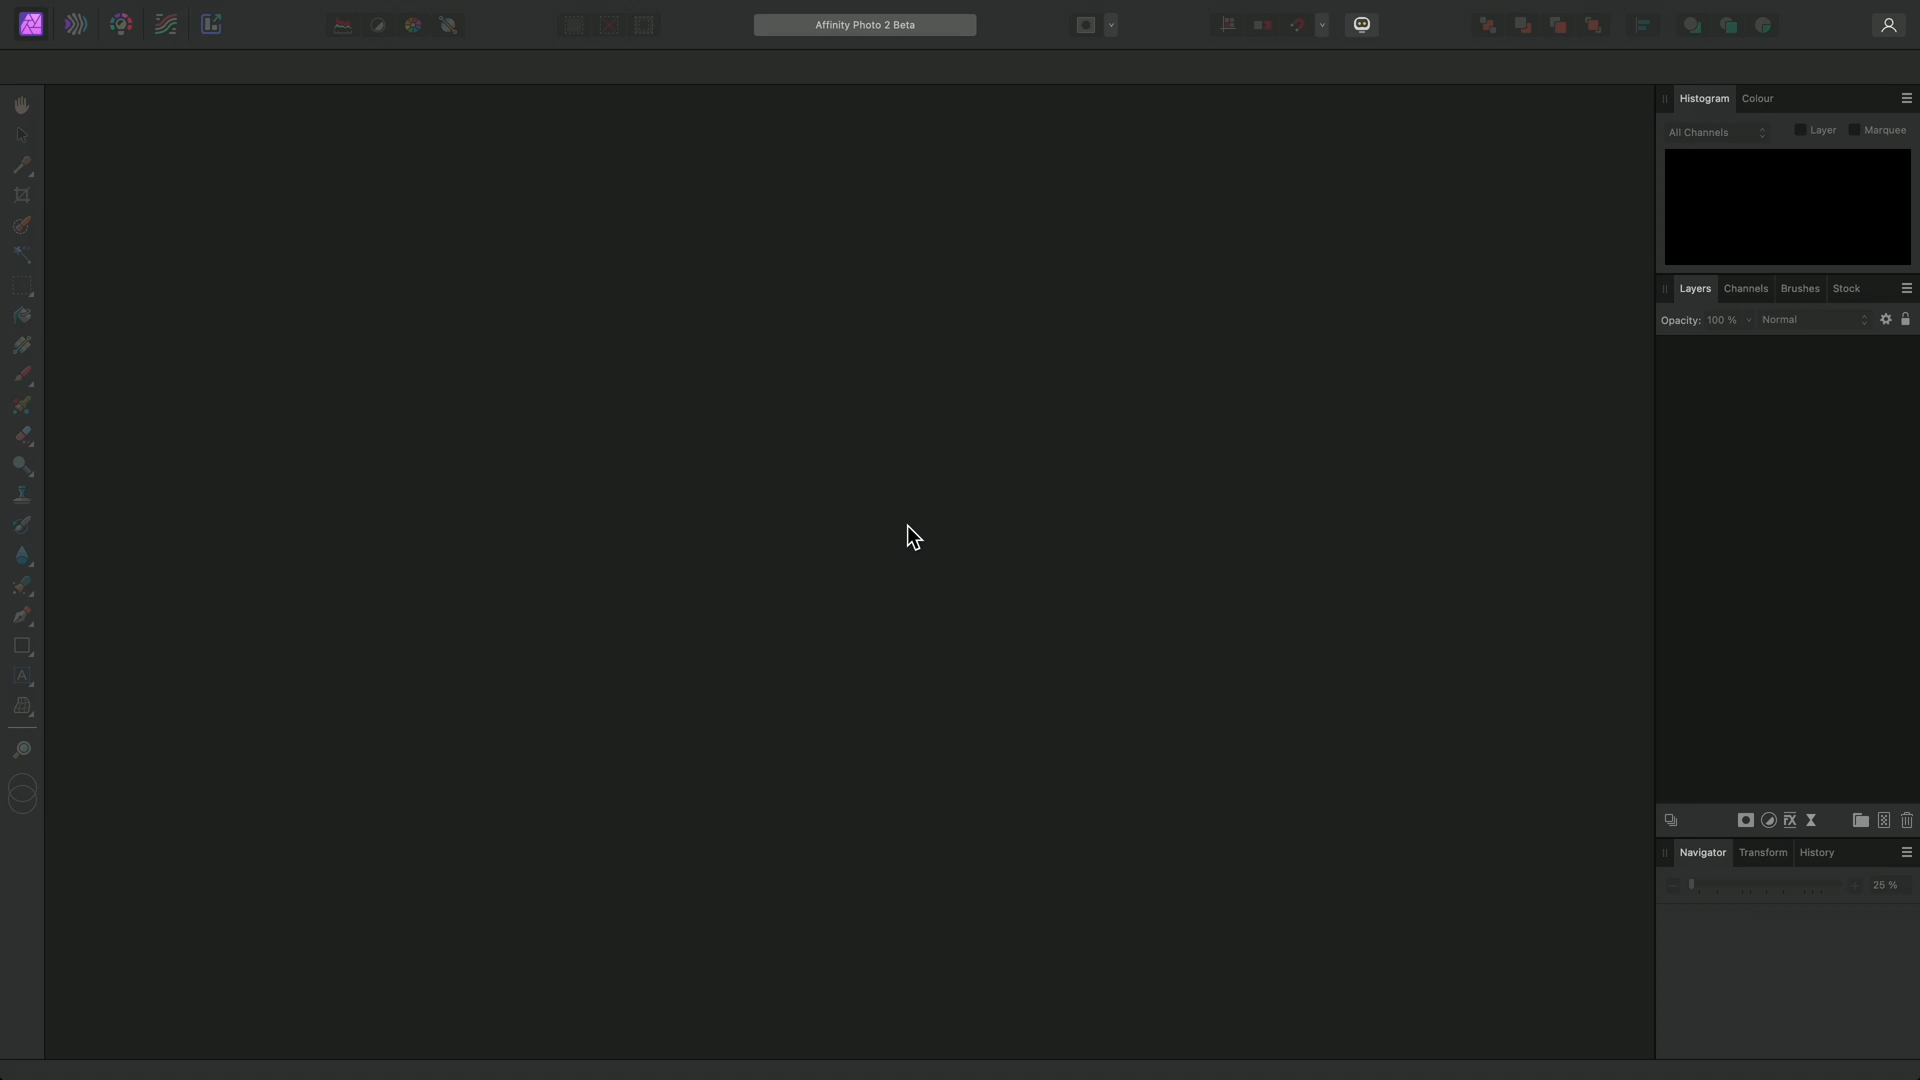 Affinity Photo 2 Beta
Histogram Colour
All Channels Layer Marquee
Layers Channels Brushes Stock
Opacity: 100 % Normal
Navigator Transform History
25 %